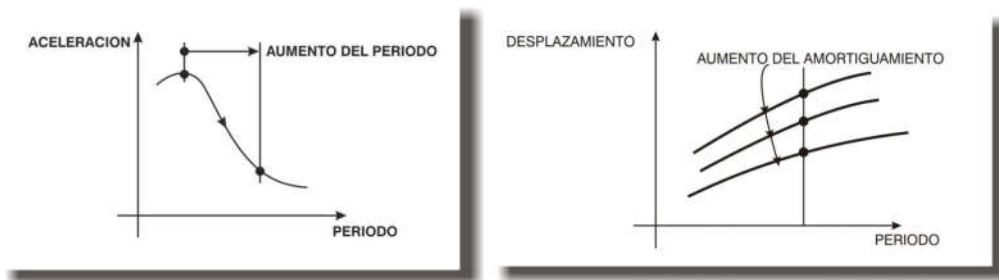 ACELERACION
AUMENTO DEL PERIODO
PERIODO
DESPLAZAMIENTO
AUMENTO DEL AMORTIGUAMIENTO
PERIODO